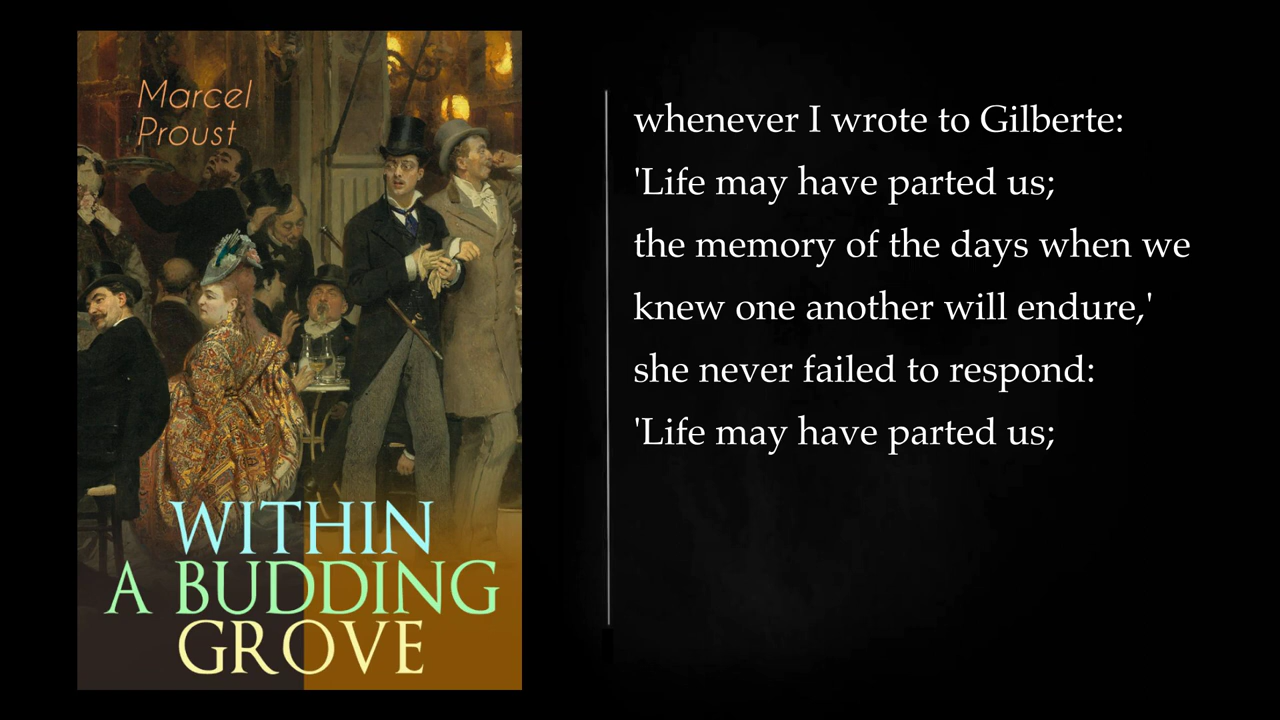 Marcel
Proust
WITHIN
A BUDDING
GROVE
whenever I wrote to Gilberte:
'Life may have parted us;
the memory of the days when we
knew one another will endure,'
she never failed to respond:
'Life may have parted us;